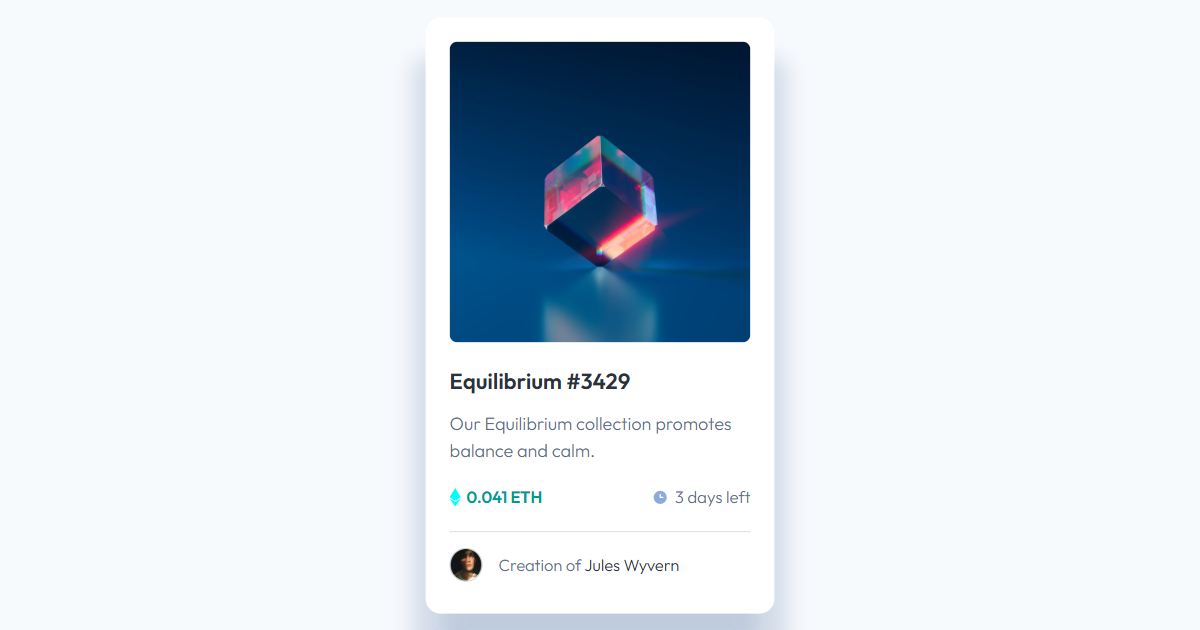 Equilibrium #3429
Our Equilibrium collection promotes
balance and calm.
0.041 ETH
3 days left
Creation of Jules Wyvern